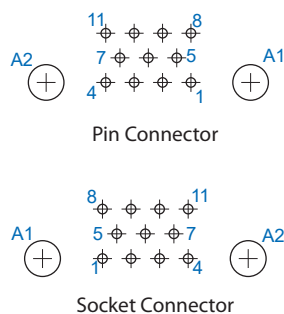 11 8
A2 7 5 A1
4 1
Pin Connector
8 11
A1 5 7 A2
1 4
Socket Connector